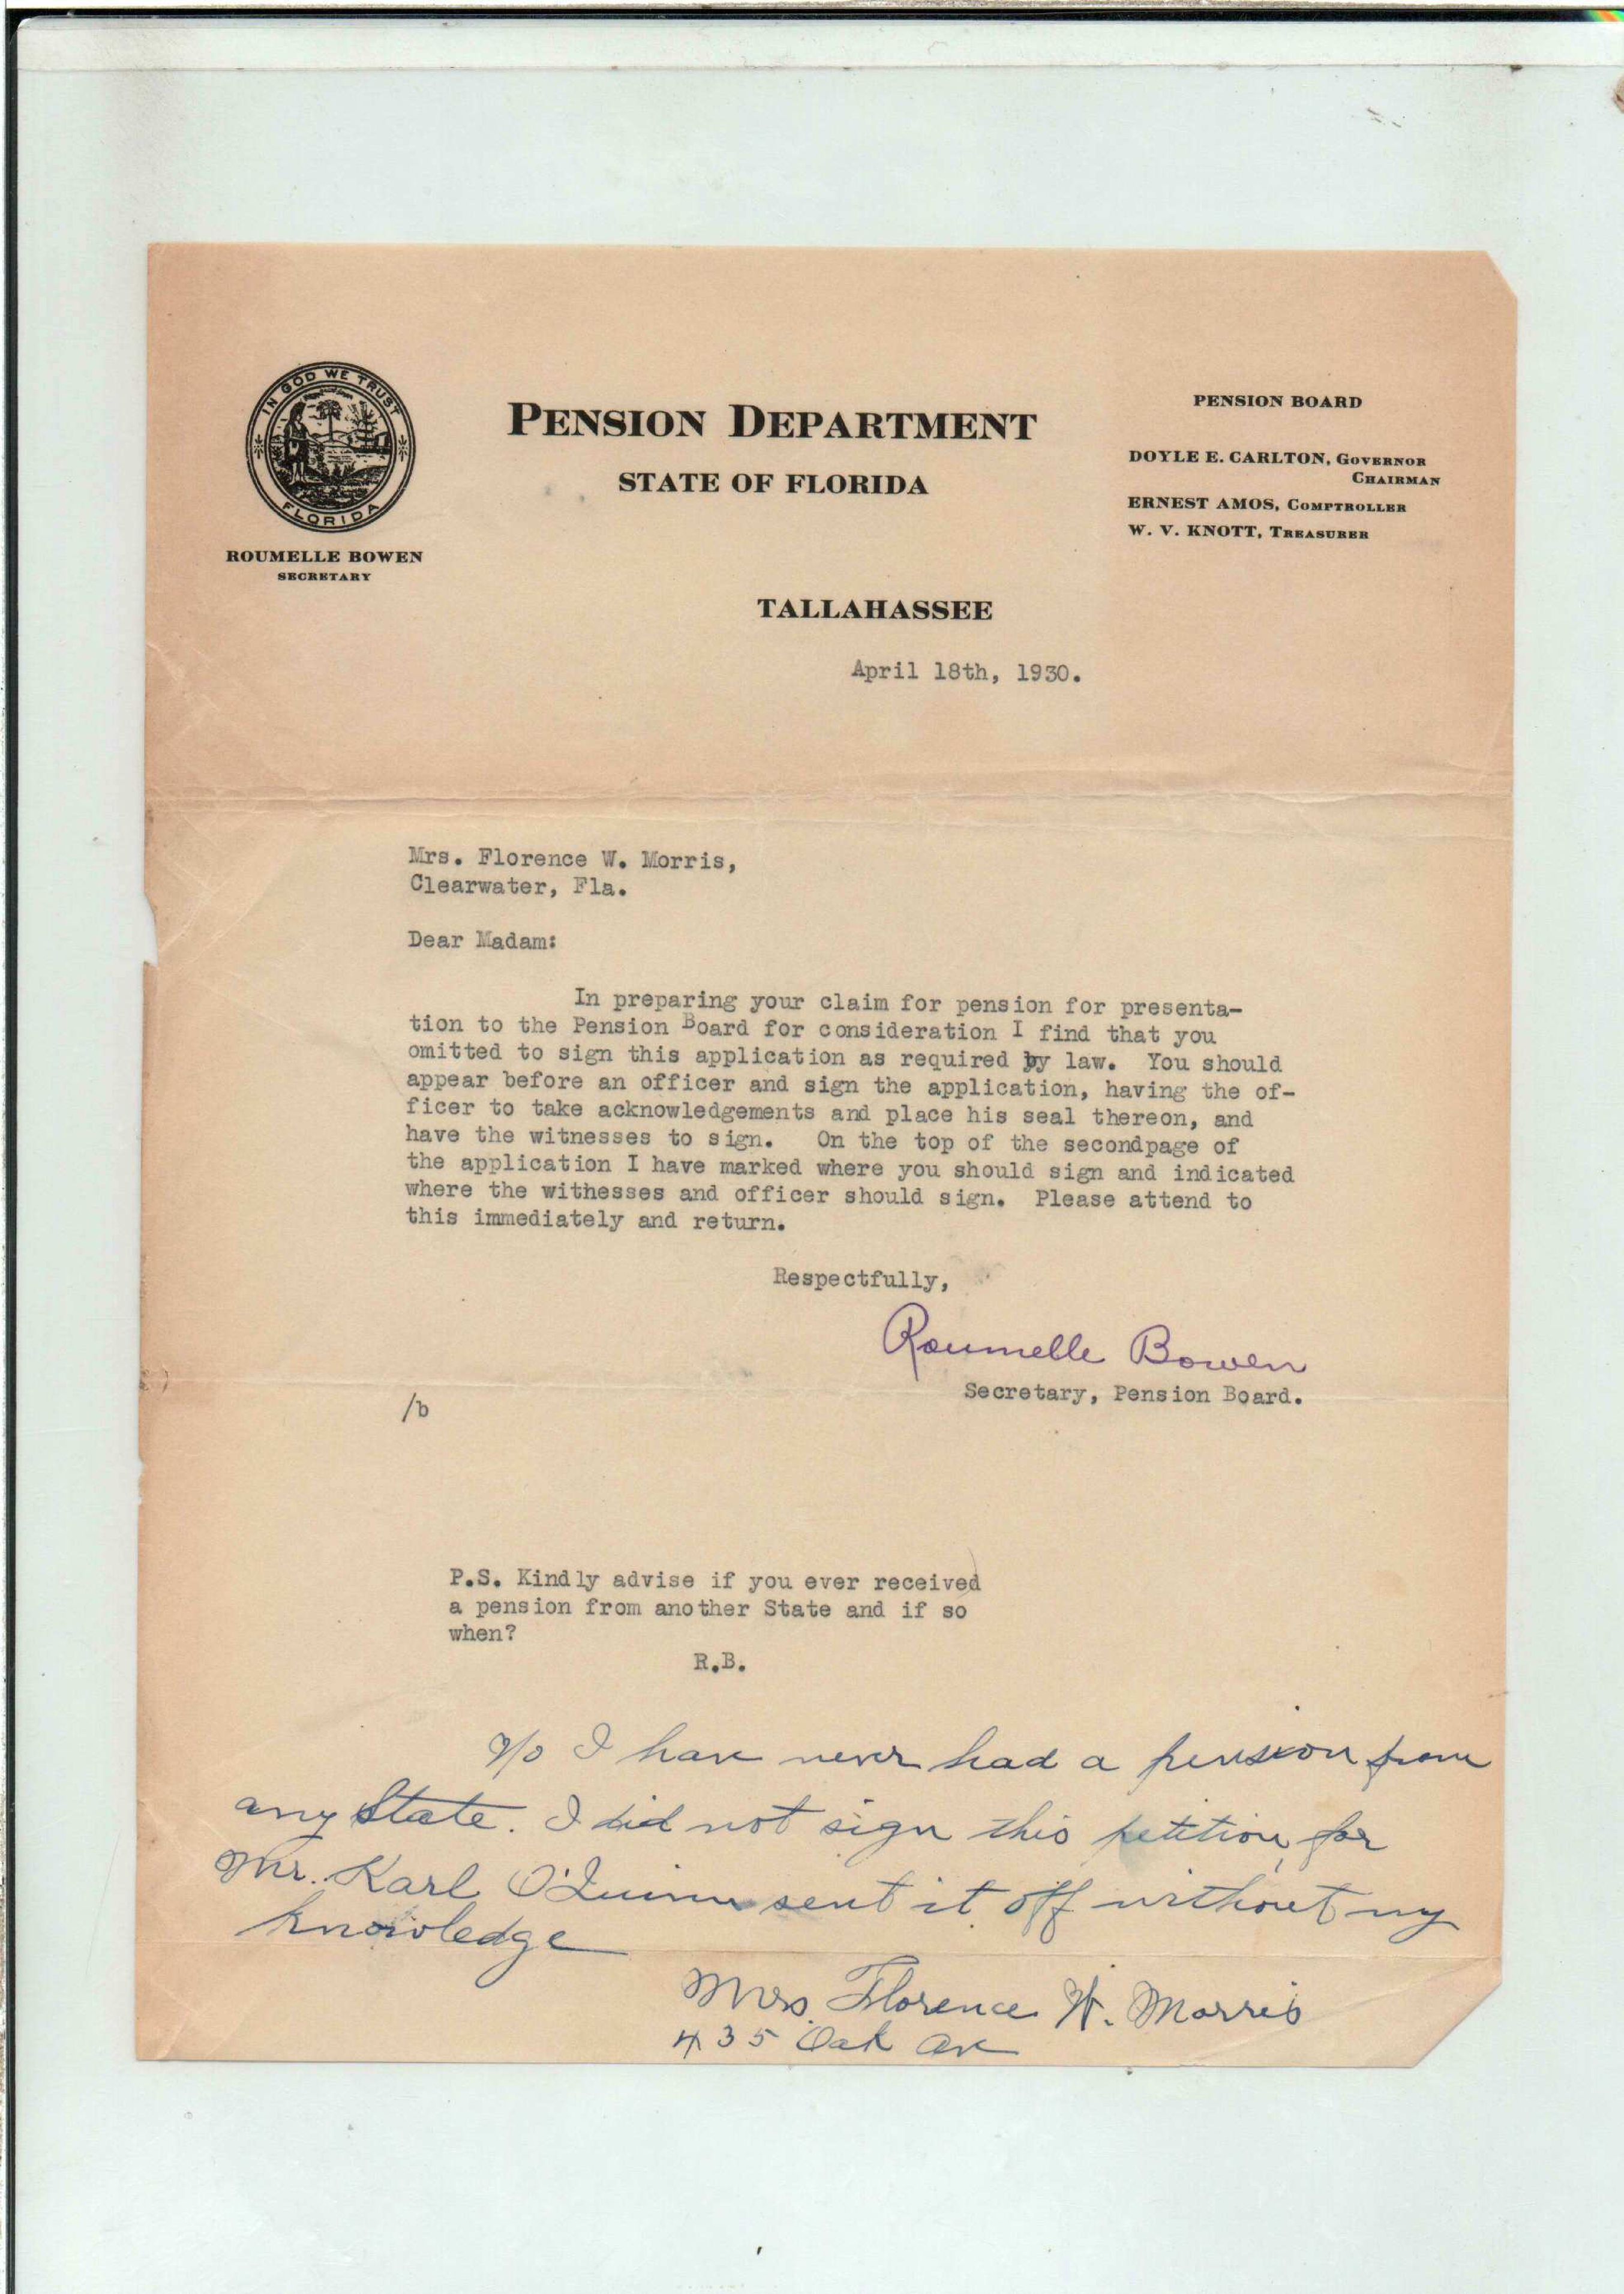 IN GOD WE TRUST
FLORIDA
ROUMELLE BOWEN
SECRETARY
PENSION DEPARTMENT
STATE OF FLORIDA
TALLAHASSEE
PENSION BOARD
DOYLE E. CARLTON, GOVERNOR
CHAIRMAN
ERNEST AMOS, COMPTROLLER
W. V. KNOTT, TREASURER
April 18th, 1930.
Mrs. Florence W. Morris,
Clearwater, Fla.
Dear Madam:
In preparing your claim for pension for presenta-
tion to the Pension Board for consideration I find that you
omitted to sign this application as required by law. You should
appear before an officer and sign the application, having the of-
ficer to take acknowledgements and place his seal thereon, and
have the witnesses to sign. On the top of the secondpage of
the application I have marked where you should sign and indicated
where the withesses and officer should sign. Please attend to
this immediately and return.
Respectfully,
Roumelle Bowen
Secretary, Pension Board.
/b
P.S. Kindly advise if you ever received
a pension from another State and if so
when?
R.B.
No I have never had a pension from
any State. I did not sign this petition, for
Mr. Karl O'Quinn sent it off without my
knowledge
Mrs. Florence W. Morris
435 Oak Ave